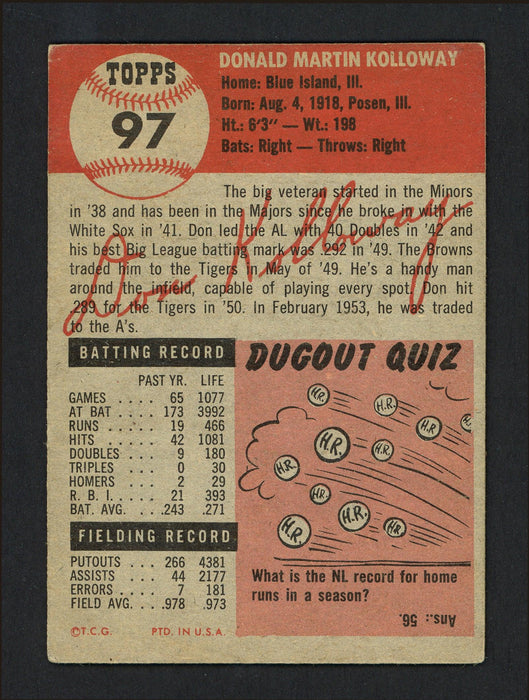 TOPPS
97
DONALD MARTIN KOLLOWAY
Home: Blue Island, Ill.
Born: Aug. 4, 1918, Posen, Ill.
Ht.: 6'3" — Wt.: 198
Bats: Right — Throws: Right
The big veteran started in the Minors
in '38 and has been in the Majors since he broke in with the
White Sox in '41. Don led the AL with 40 Doubles in '42 and
his best Big League batting mark was .292 in '49. The Browns
traded him to the Tigers in May of '49. He's a handy man
around the infield, capable of playing every spot. Don hit
.289 for the Tigers in '50. In February 1953, he was traded
to the A's.
Don Kolloway
BATTING RECORD
PAST YR. LIFE
GAMES .... 65 1077
AT BAT ... 173 3992
RUNS .... 19 466
HITS .... 42 1081
DOUBLES ... 9 180
TRIPLES ... 0 30
HOMERS ... 2 29
R. B. I. .... 21 393
BAT. AVG. ... .243 .271
FIELDING RECORD
PUTOUTS .. 266 4381
ASSISTS ... 44 2177
ERRORS ... 7 181
FIELD AVG. .. .978 .973
©T.C.G. PTD. IN U.S.A.
DUGOUT QUIZ
H.R.
H.R.
H.R.
H.R.
H.R.
H.R.
H.R.
H.R.
H.R.
H.R.
What is the NL record for home
runs in a season?
Ans.: 56.